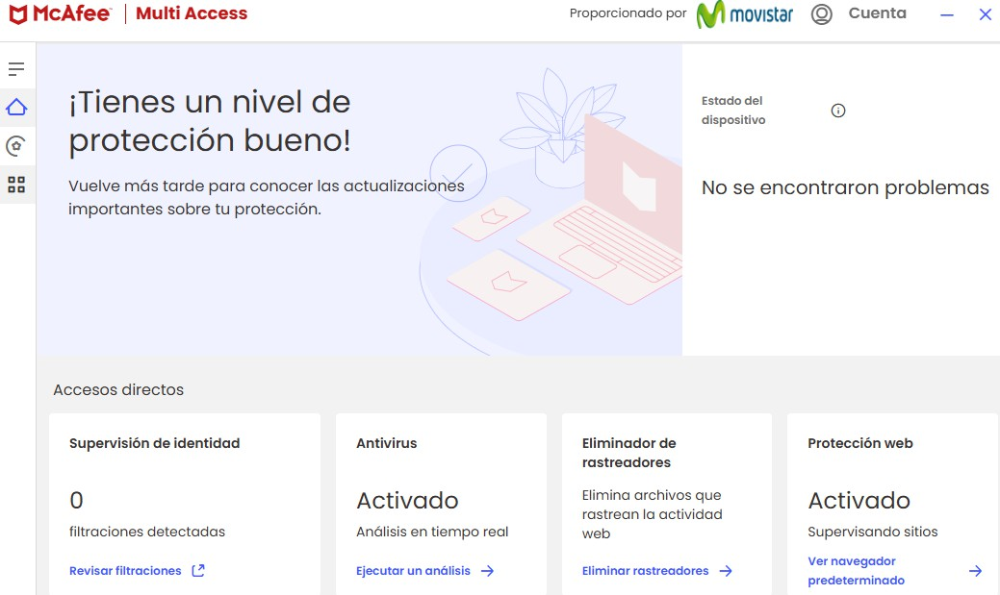 McAfee™ | Multi Access
Proporcionado por movistar Cuenta
¡Tienes un nivel de
protección bueno!
Vuelve más tarde para conocer las actualizaciones
importantes sobre tu protección.
Estado del
dispositivo
No se encontraron problemas
Accesos directos
Supervisión de identidad
0
filtraciones detectadas
Revisar filtraciones
Antivirus
Activado
Análisis en tiempo real
Ejecutar un análisis
Eliminador de
rastreadores
Elimina archivos que
rastrean la actividad
web
Eliminar rastreadores
Protección web
Activado
Supervisando sitios
Ver navegador
predeterminado